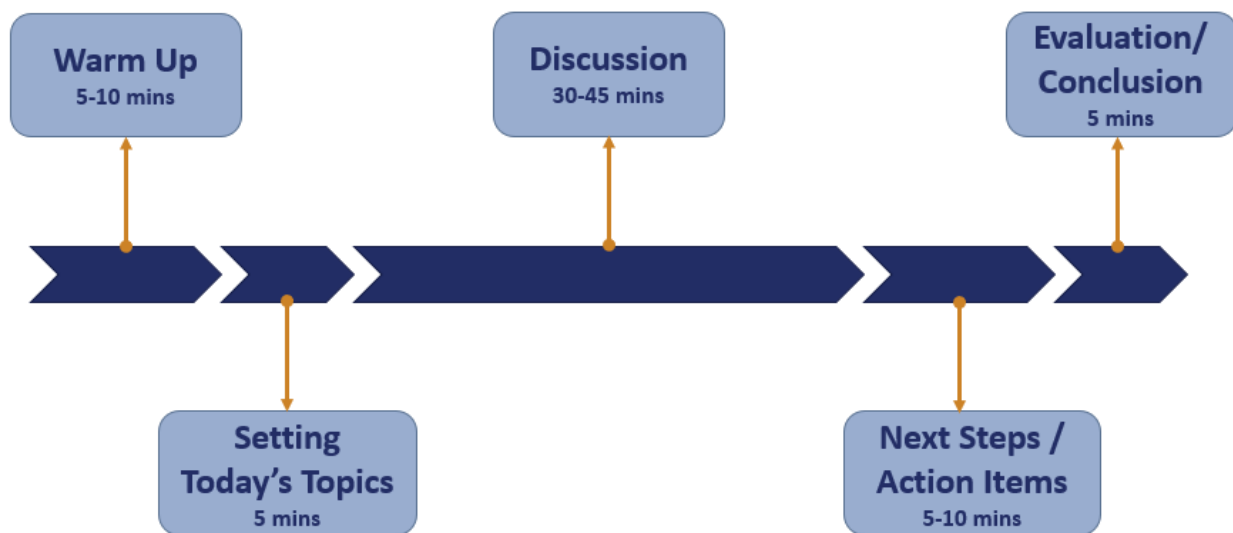 Warm Up
5-10 mins
Setting
Today’s Topics
5 mins
Discussion
30-45 mins
Next Steps /
Action Items
5-10 mins
Evaluation/
Conclusion
5 mins